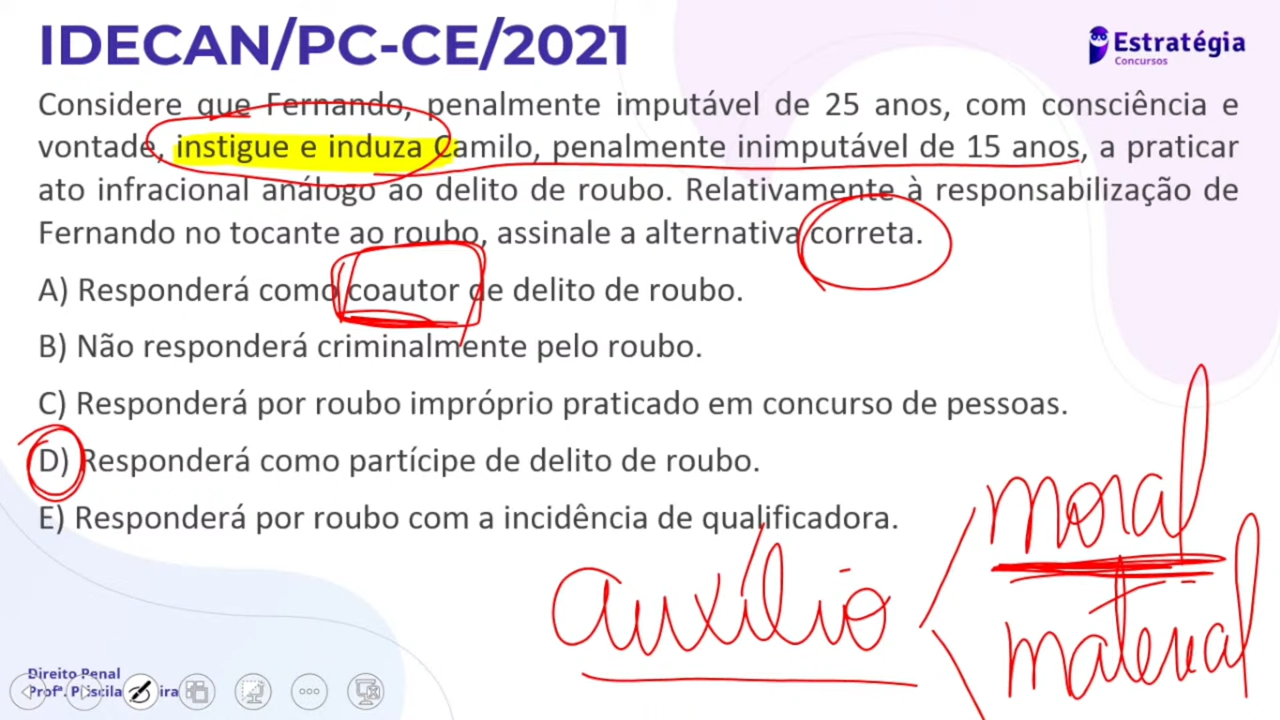 IDECAN/PC-CE/2021
Estratégia
Concursos
Considere que Fernando, penalmente imputável de 25 anos, com consciência e
vontade, instigue e induza Camilo, penalmente inimputável de 15 anos, a praticar
ato infracional análogo ao delito de roubo. Relativamente à responsabilização de
Fernando no tocante ao roubo, assinale a alternativa correta.
A) Responderá como coautor de delito de roubo.
B) Não responderá criminalmente pelo roubo.
C) Responderá por roubo impróprio praticado em concurso de pessoas.
D) Responderá como partícipe de delito de roubo.
E) Responderá por roubo com a incidência de qualificadora.
moral
auxílio
material
Direito Penal
Profª.